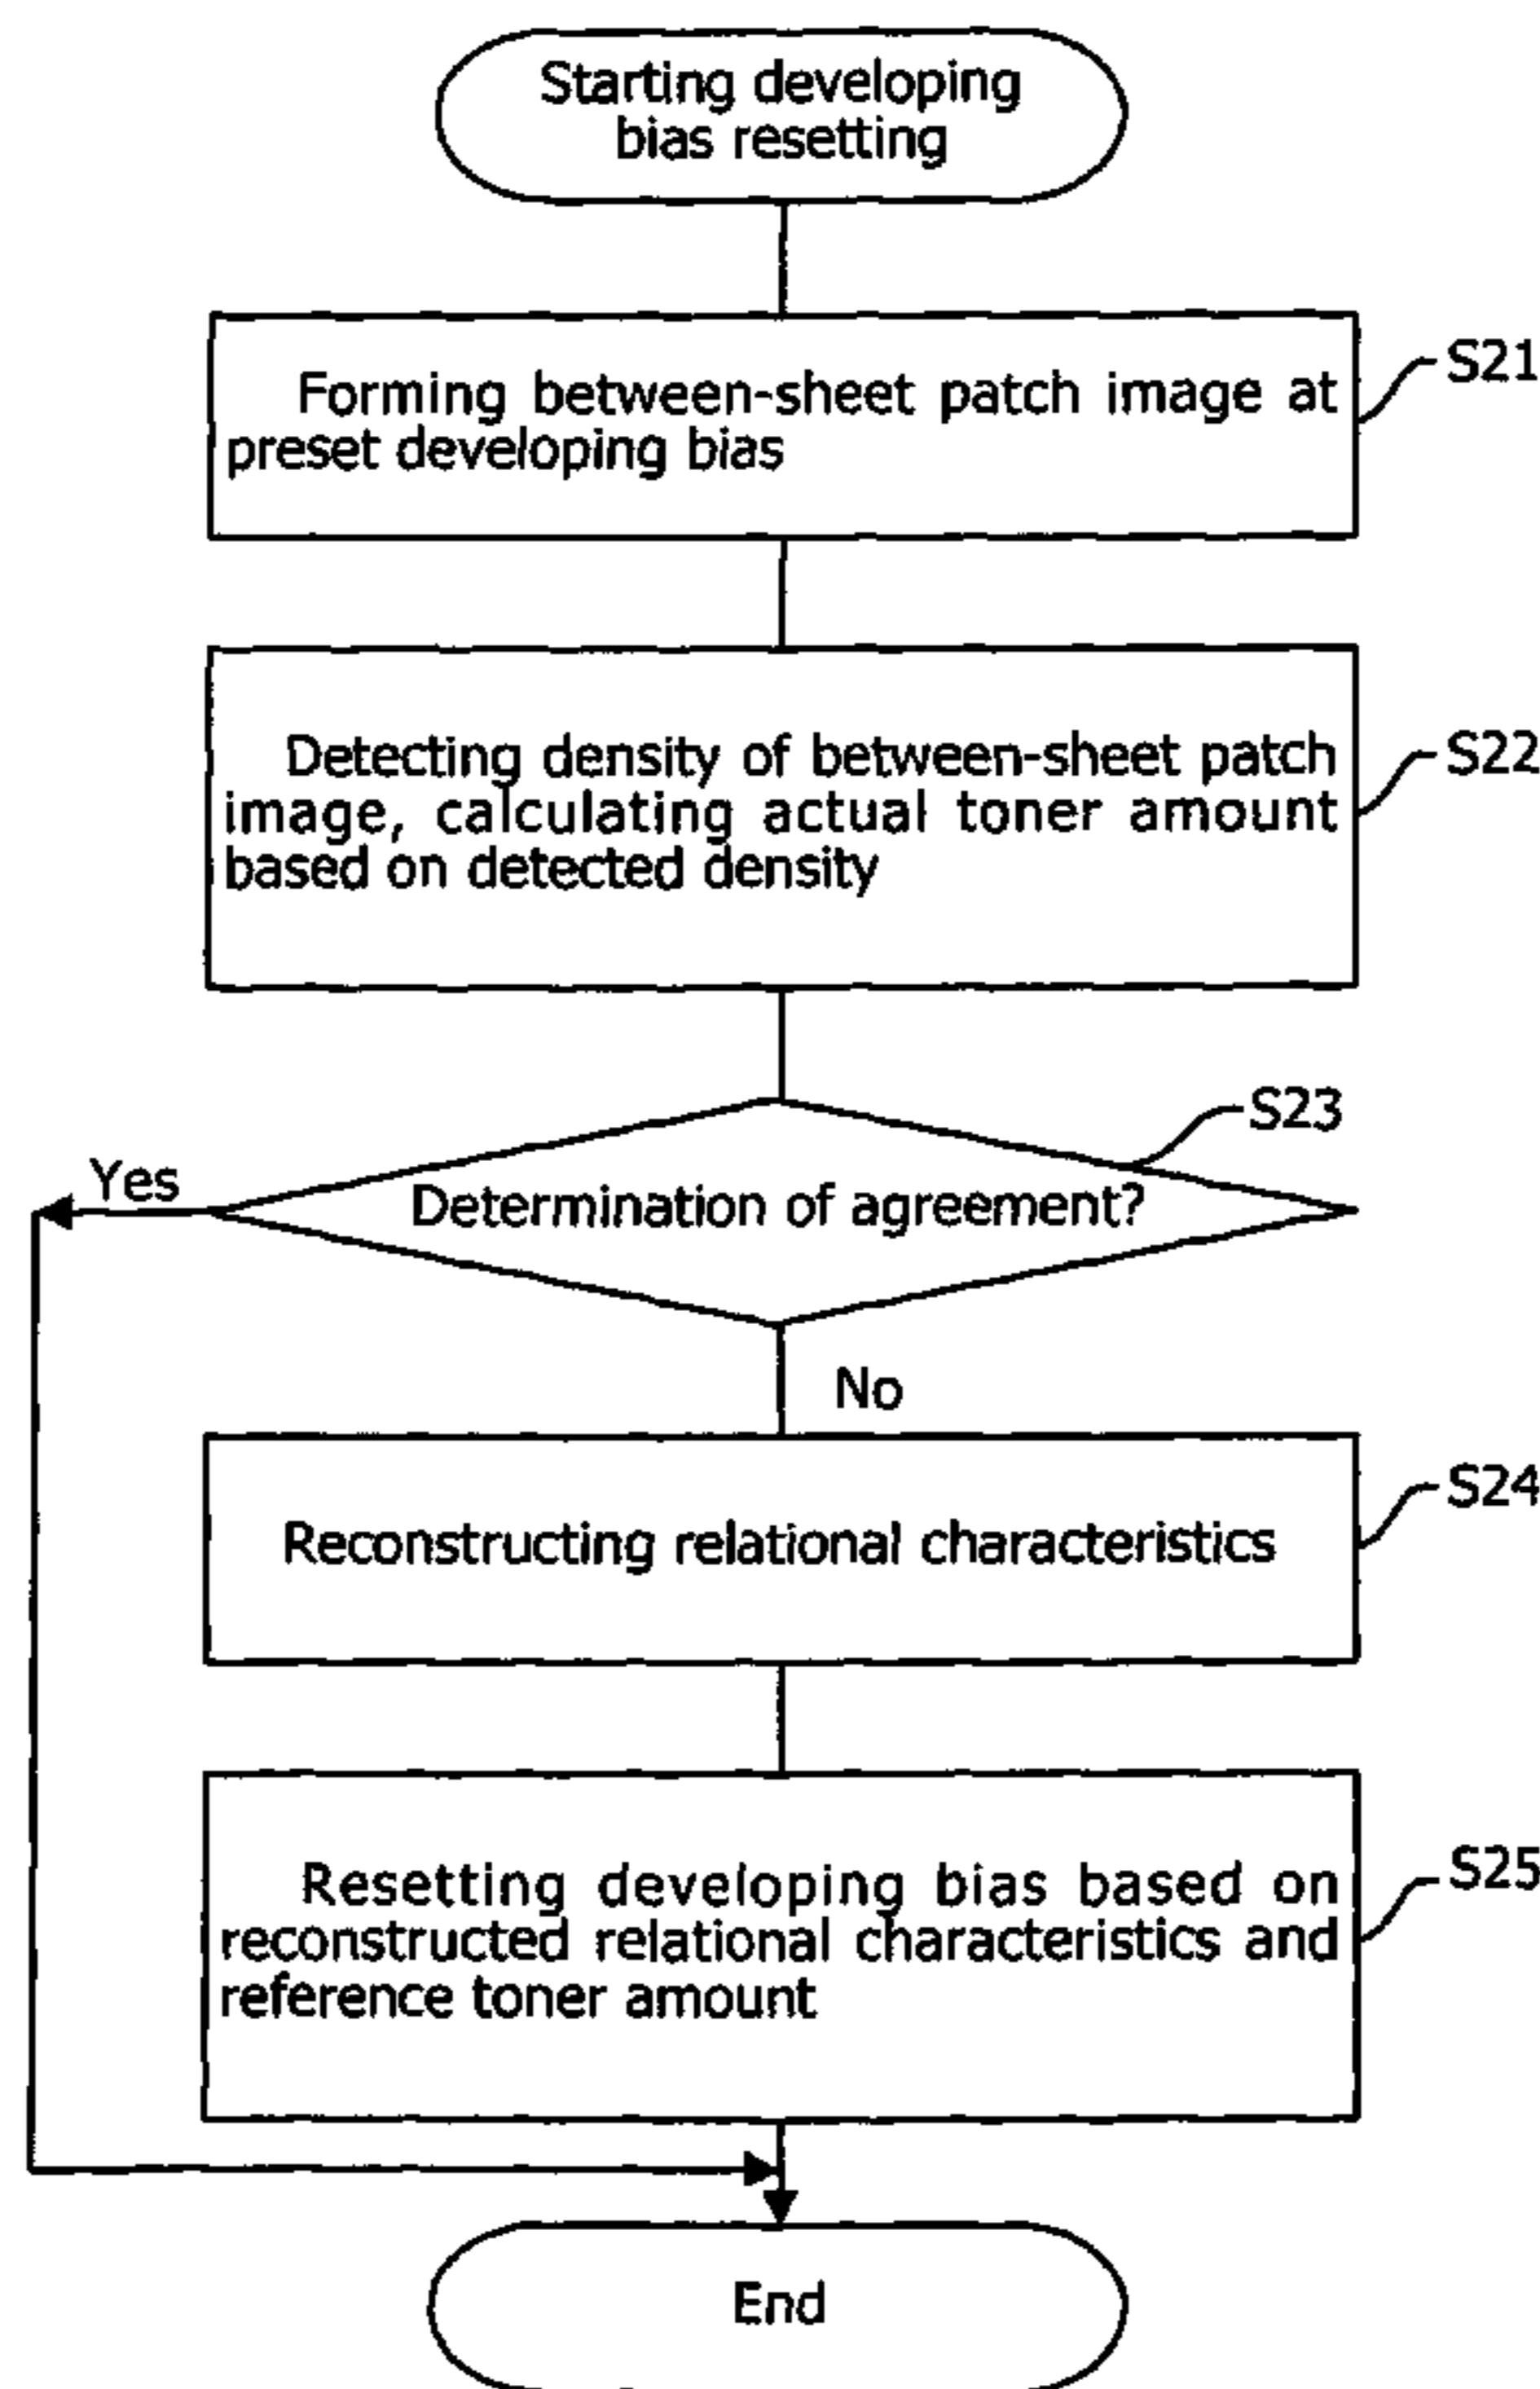 Starting developing
bias resetting
Forming between-sheet patch image at
preset developing bias
S21
Detecting density of between-sheet patch
image, calculating actual toner amount
based on detected density
S22
S23
Yes
Determination of agreement?
No
Reconstructing relational characteristics
S24
Resetting developing bias based on
reconstructed relational characteristics and
reference toner amount
S25
End